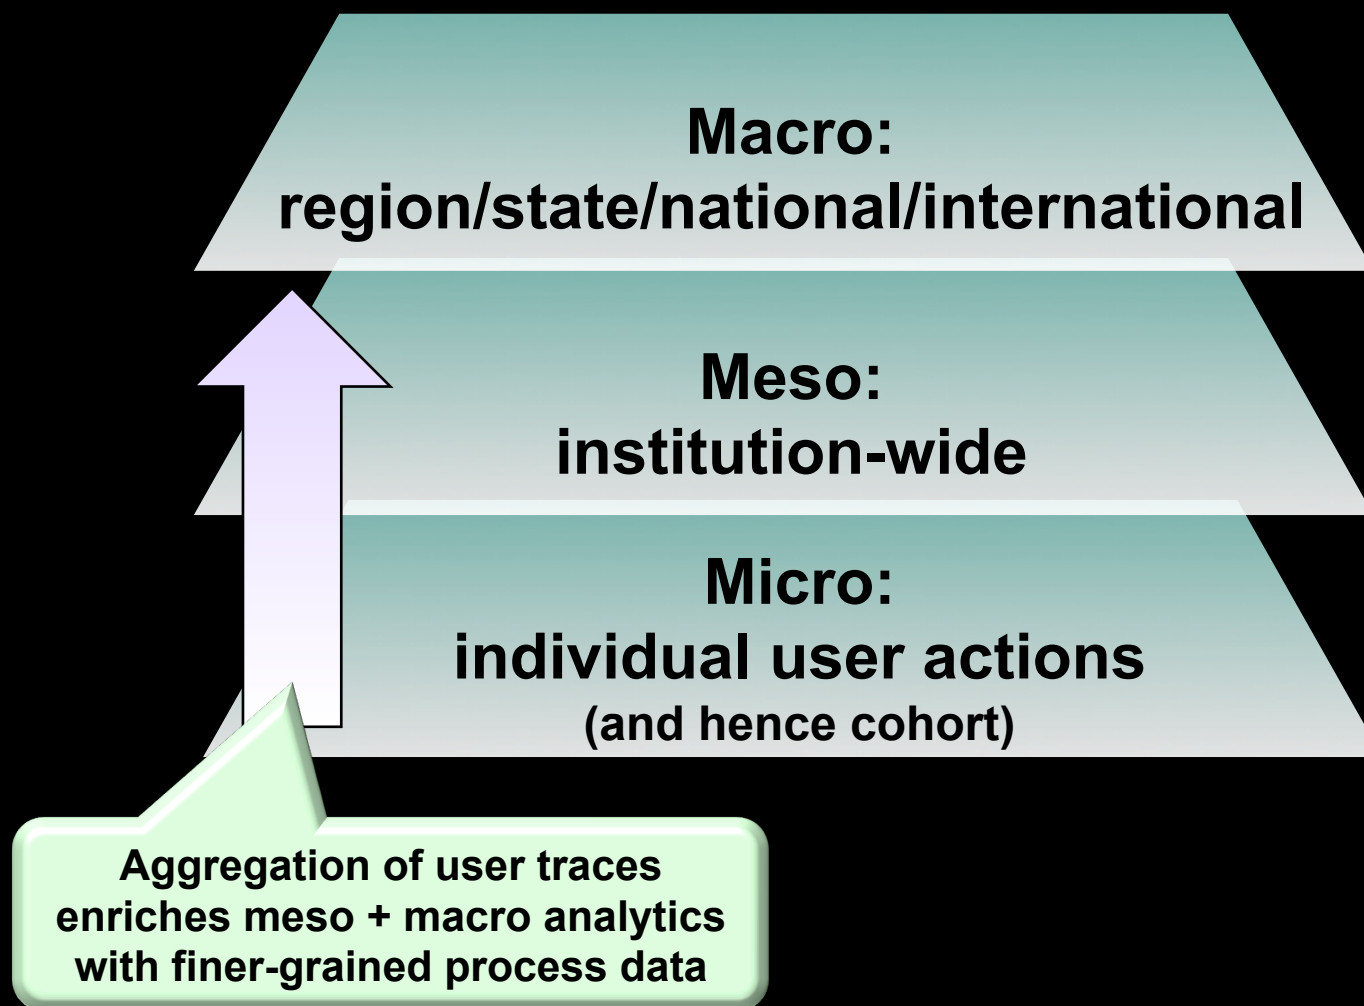 Macro:
region/state/national/international
Meso:
institution-wide
Micro:
individual user actions
(and hence cohort)
Aggregation of user traces
enriches meso + macro analytics
with finer-grained process data